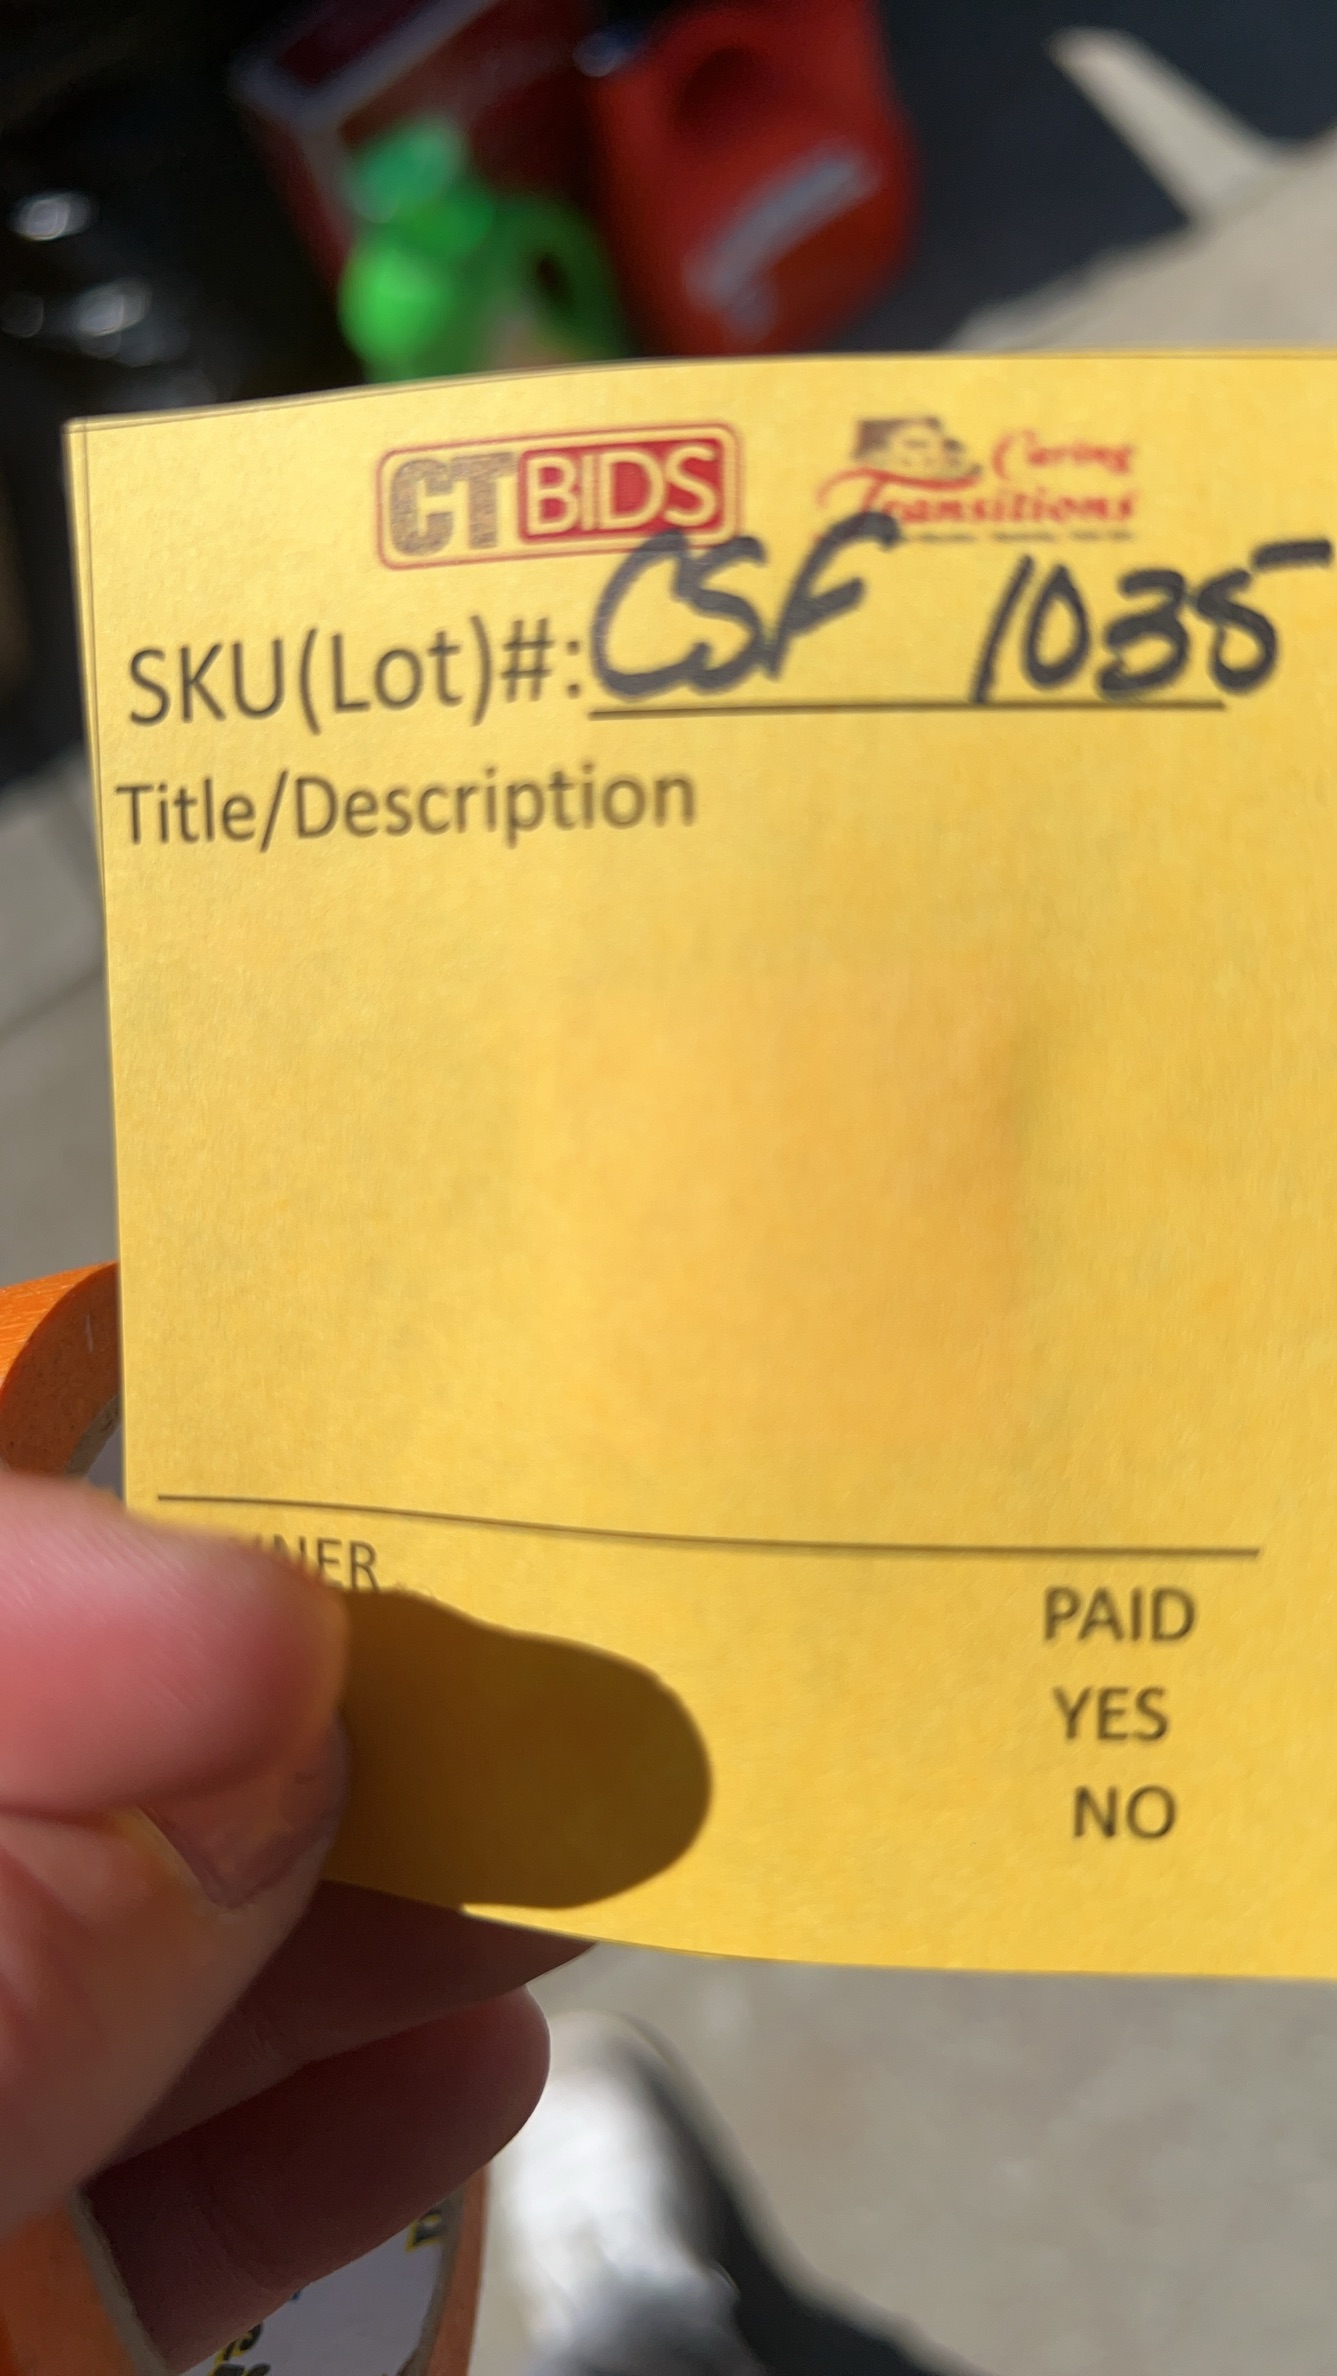 CTBIDS
Caring
Transitions
SKU(Lot)#: CSF 1035
Title/Description
PAID
YES
NO